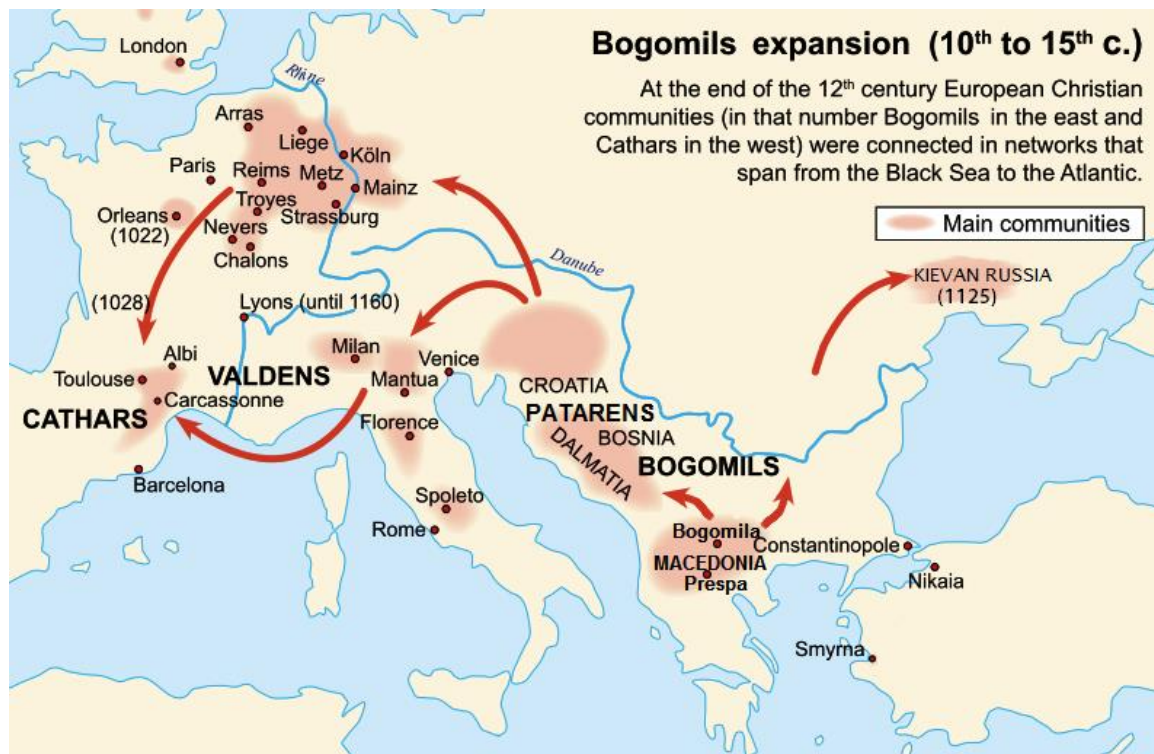 Bogomils expansion (10th to 15th c.)
At the end of the 12th century European Christian
communities (in that number Bogomils in the east and
Cathars in the west) were connected in networks that
span from the Black Sea to the Atlantic.
Main communities
London
Rhine
Arras
Liege
Köln
Paris
Reims
Metz
Mainz
Troyes
Orleans
(1022)
Strassburg
Nevers
Chalons
Danube
KIEVAN RUSSIA
(1125)
(1028)
Lyons (until 1160)
Milan
Venice
Albi
Toulouse
VALDENS
Mantua
CROATIA
Carcassonne
CATHARS
Florence
PATARENS
BOSNIA
DALMATIA
BOGOMILS
Barcelona
Spoleto
Rome
Bogomila
Constantinople
MACEDONIA
Prespa
Nikaia
Smyrna